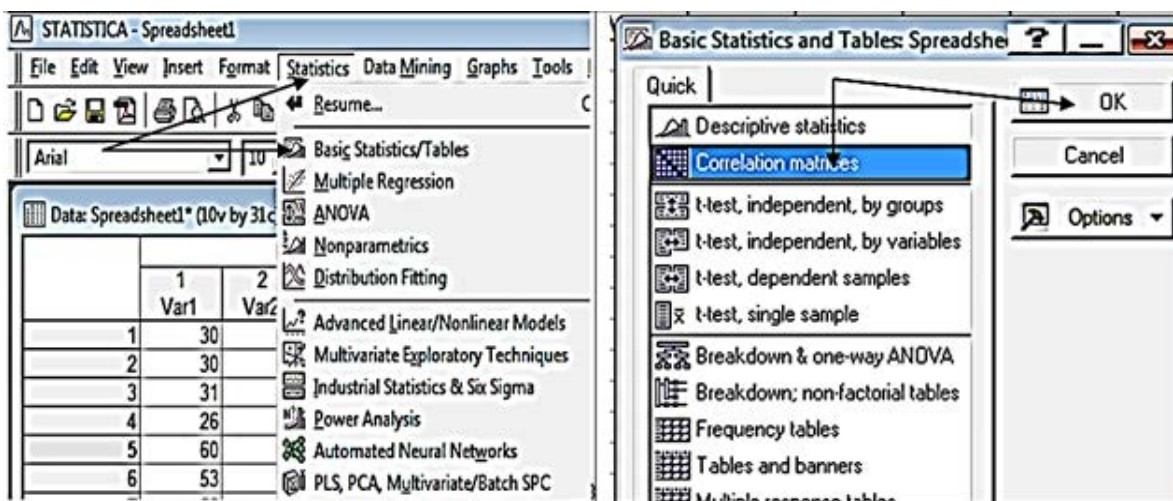 STATISTICA - Spreadsheet1
File Edit View Insert Format Statistics Data Mining Graphs Tools
Resume...
Arial 10
Basic Statistics/Tables
Multiple Regression
ANOVA
Nonparametrics
Distribution Fitting
Advanced Linear/Nonlinear Models
Multivariate Exploratory Techniques
Industrial Statistics & Six Sigma
Power Analysis
Automated Neural Networks
PLS, PCA, Multivariate/Batch SPC
Data: Spreadsheet1* (10v by 31c
1 2
Var1 Var2
1 30
2 30
3 31
4 26
5 60
6 53
Basic Statistics and Tables: Spreadshe
Quick
Descriptive statistics
Correlation matrices
t-test, independent, by groups
t-test, independent, by variables
t-test, dependent samples
t-test, single sample
Breakdown & one-way ANOVA
Breakdown; non-factorial tables
Frequency tables
Tables and banners
Multiple response tables
OK
Cancel
Options